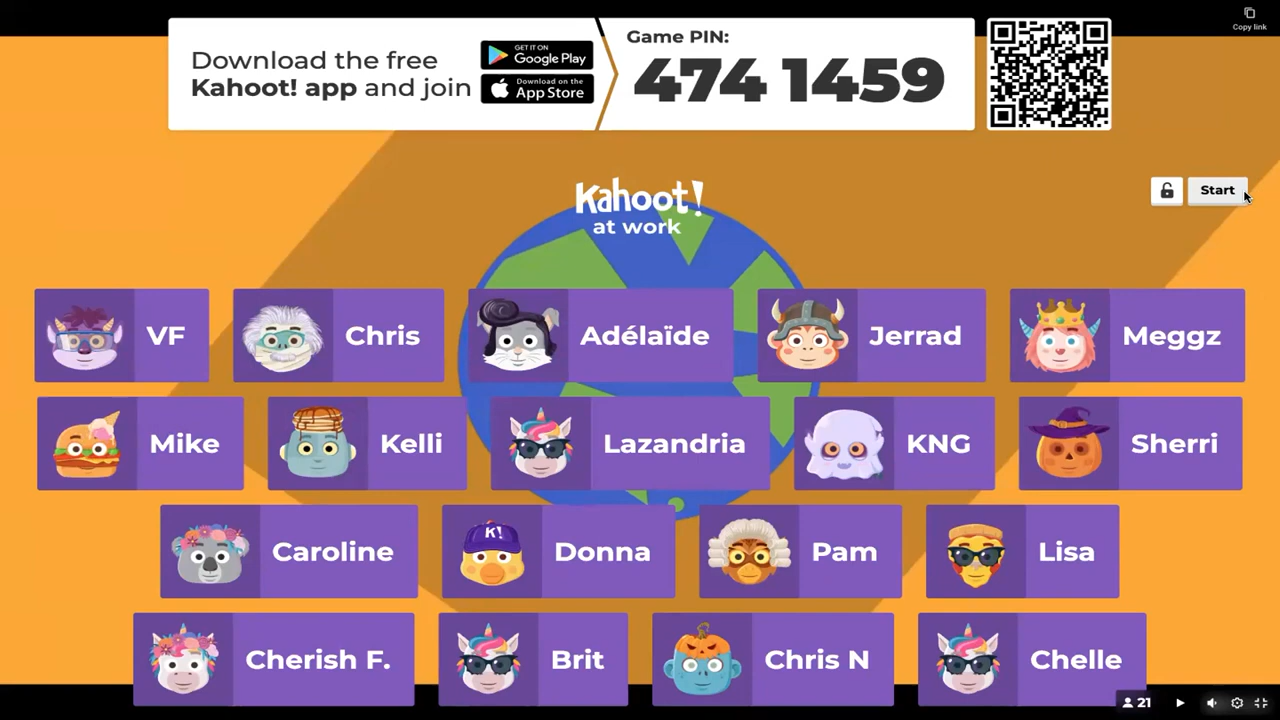 Copy link
Download the free
Kahoot! app and join
GET IT ON
Google Play
Download on the
App Store
Game PIN:
474 1459
Kahoot!
at work
Start
VF
Chris
Adélaïde
Jerrad
Meggz
Mike
Kelli
Lazandria
KNG
Sherri
Caroline
K!
Donna
Pam
Lisa
Cherish F.
Brit
Chris N
Chelle
21